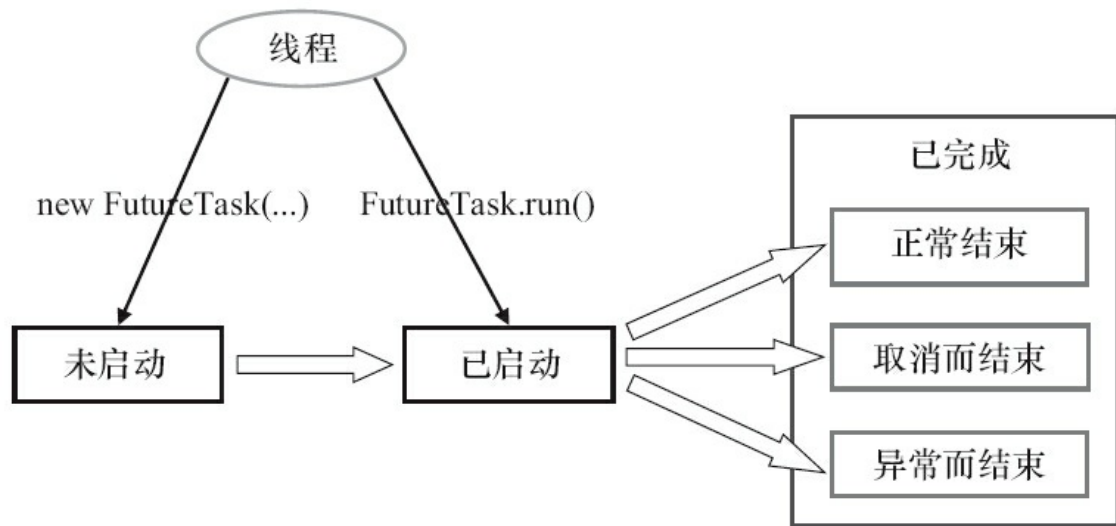 线程
new FutureTask(...)
FutureTask.run()
未启动
已启动
已完成
正常结束
取消而结束
异常而结束